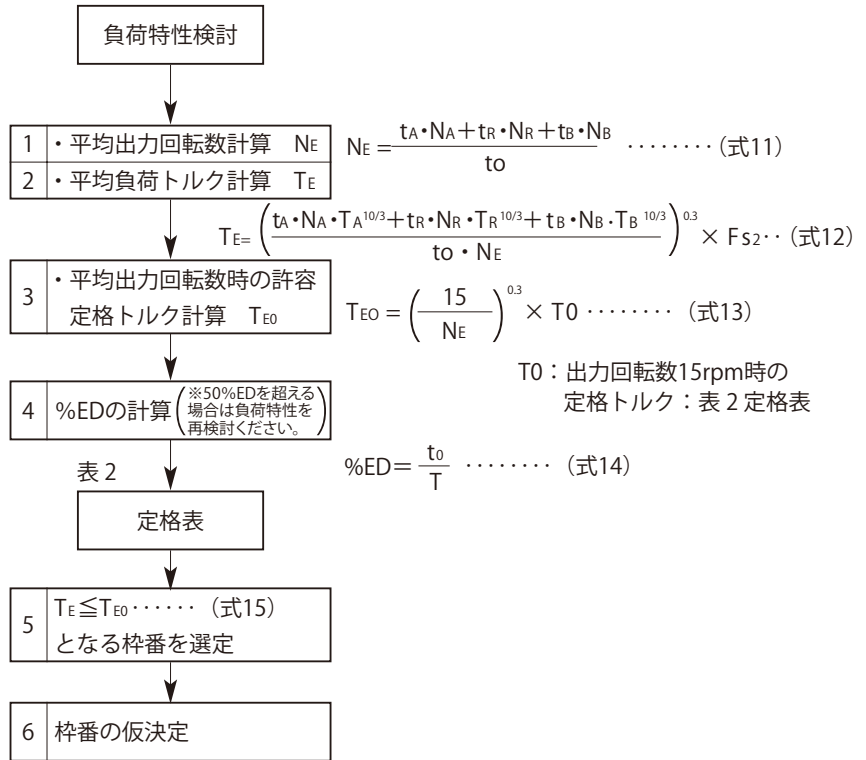 負荷特性検討
1 ・平均出力回転数計算 NE
NE = (tA・NA＋tR・NR＋tB・NB) / to ········ (式11)
2 ・平均負荷トルク計算 TE
TE= ((tA・NA・TA^10/3＋tR・NR・TR^10/3＋tB・NB・TB^10/3) / (to・NE))^0.3 × Fs2·· (式12)
3 ・平均出力回転数時の許容
定格トルク計算 TE0
TEO = (15 / NE)^0.3 × T0 ········ (式13)
T0：出力回転数15rpm時の
定格トルク：表 2 定格表
4 %EDの計算 (※50%EDを超える
場合は負荷特性を
再検討ください。)
%ED＝ t0 / T ········ (式14)
表 2
定格表
5 TE≦TE0······ (式15)
となる枠番を選定
6 枠番の仮決定